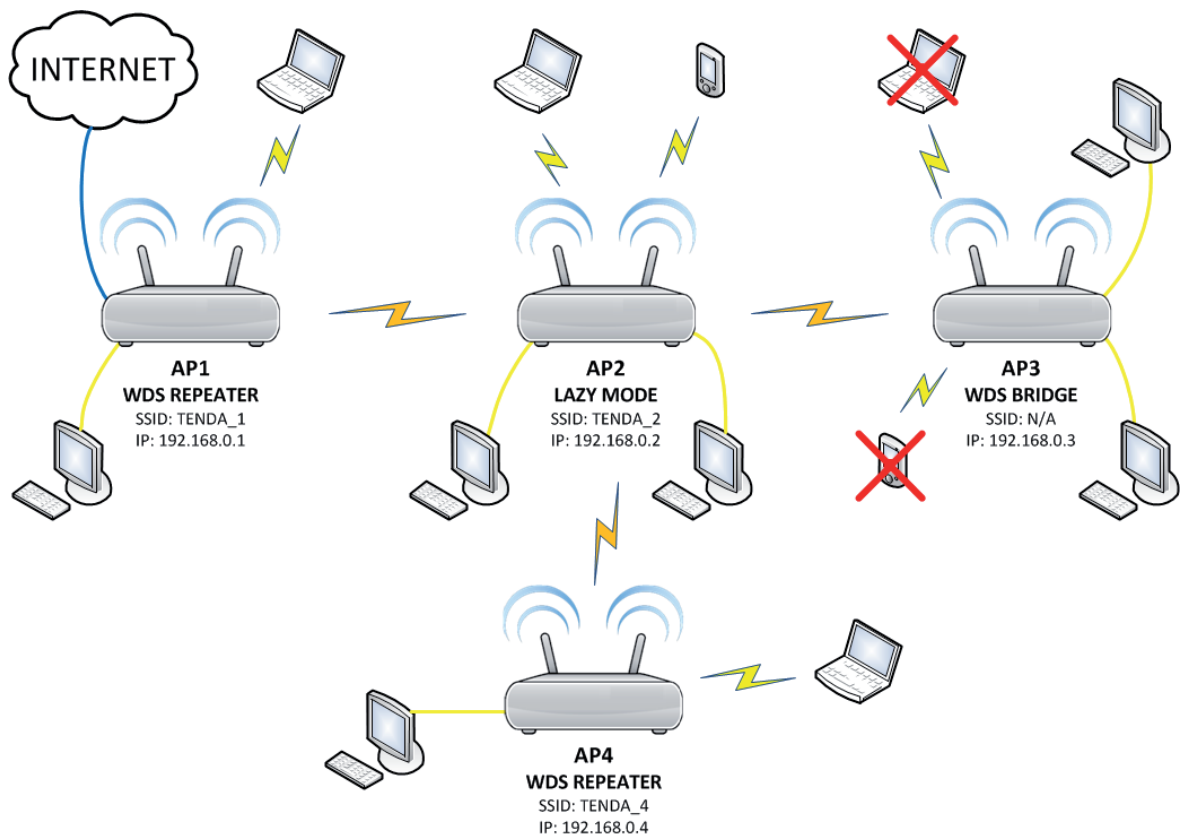 INTERNET
AP1
WDS REPEATER
SSID: TENDA_1
IP: 192.168.0.1
AP2
LAZY MODE
SSID: TENDA_2
IP: 192.168.0.2
AP3
WDS BRIDGE
SSID: N/A
IP: 192.168.0.3
AP4
WDS REPEATER
SSID: TENDA_4
IP: 192.168.0.4